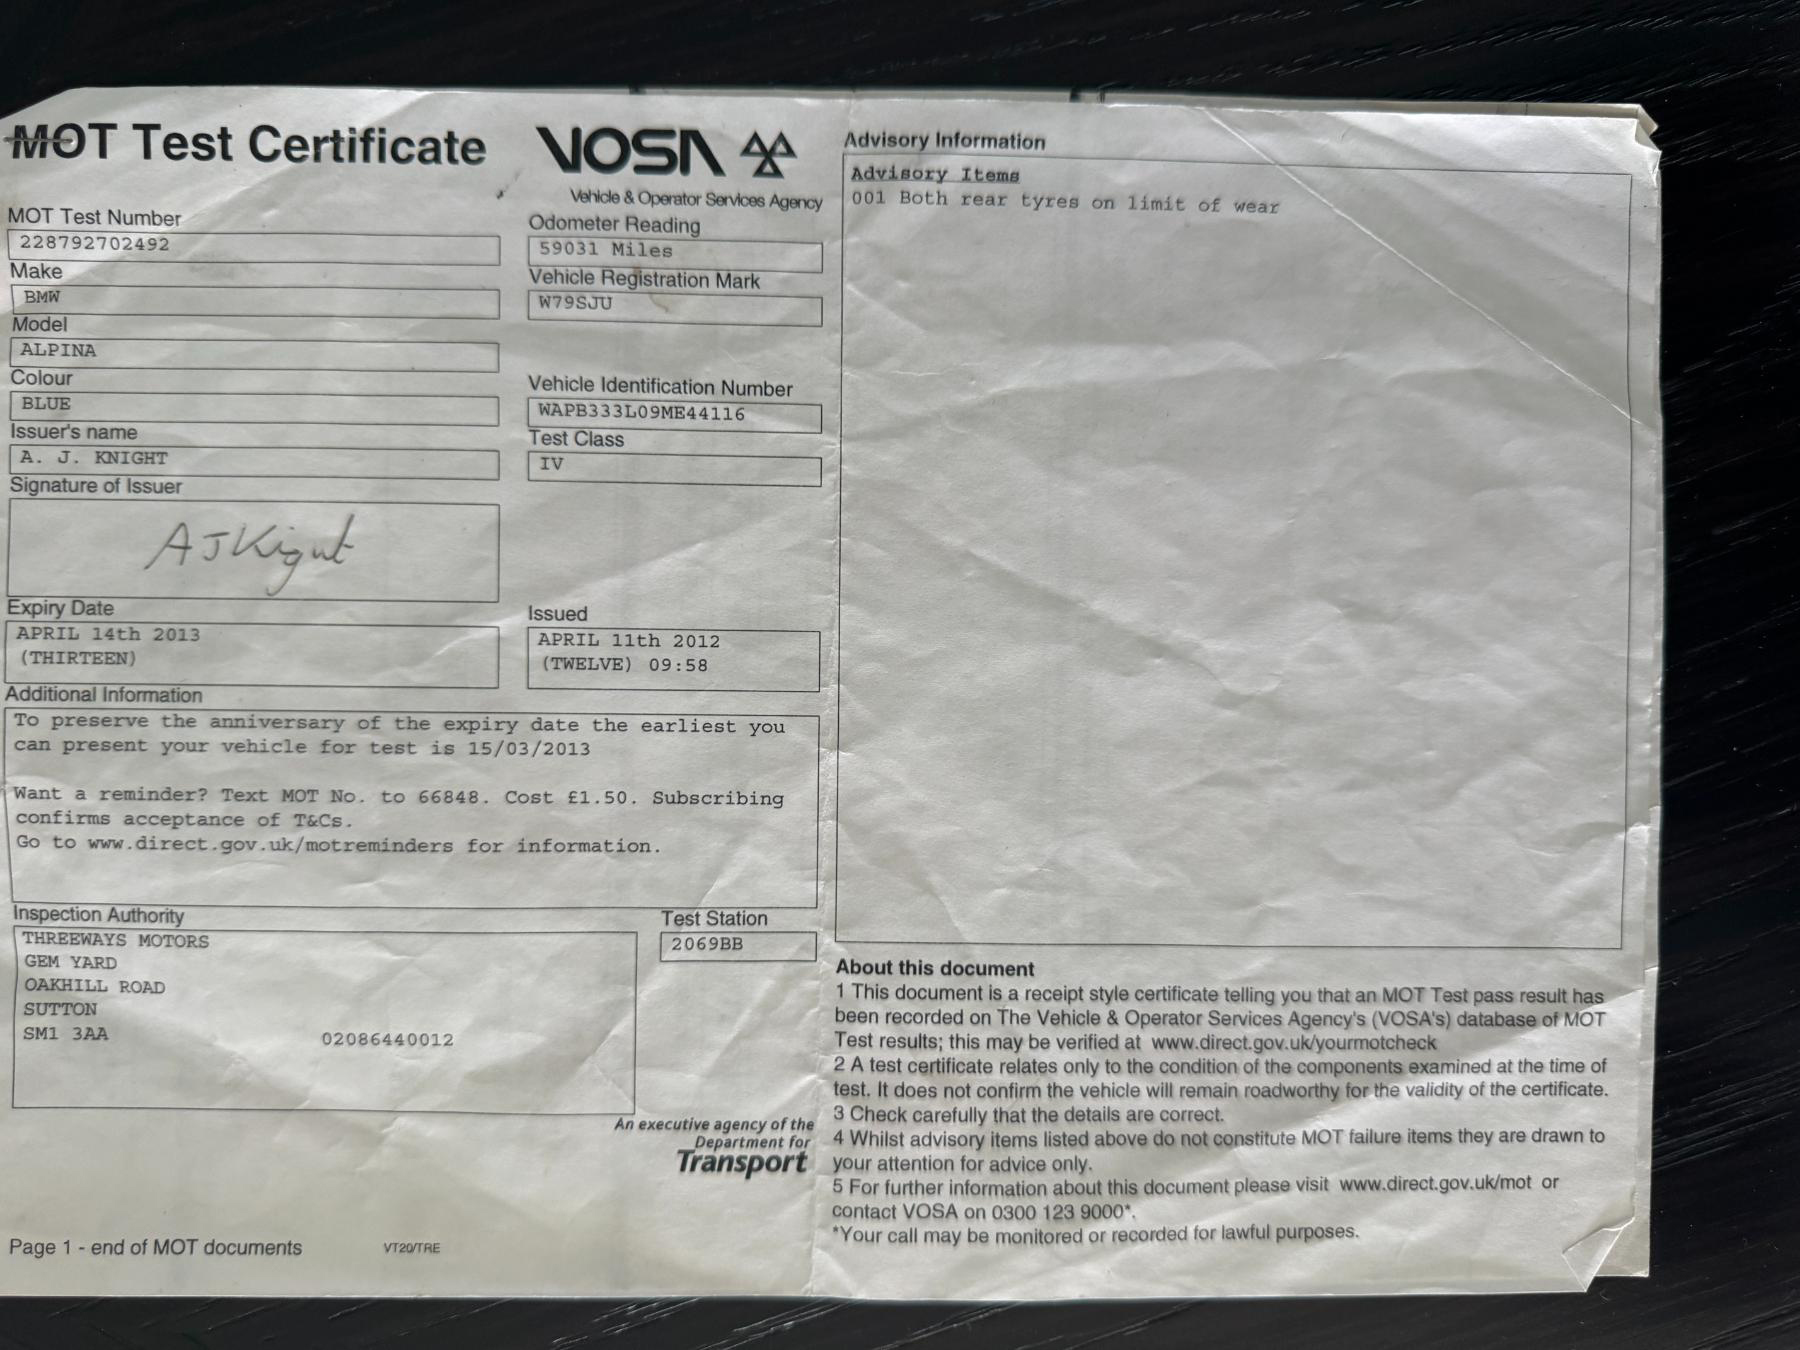 MOT Test Certificate
VOSA
Vehicle & Operator Services Agency
MOT Test Number
228792702492
Make
BMW
Model
ALPINA
Colour
BLUE
Issuer's name
A. J. KNIGHT
Signature of Issuer
AJKnight
Odometer Reading
59031 Miles
Vehicle Registration Mark
W79SJU
Vehicle Identification Number
WAPB333L09ME44116
Test Class
IV
Expiry Date
APRIL 14th 2013
(THIRTEEN)
Issued
APRIL 11th 2012
(TWELVE) 09:58
Additional Information
To preserve the anniversary of the expiry date the earliest you
can present your vehicle for test is 15/03/2013
Want a reminder? Text MOT No. to 66848. Cost £1.50. Subscribing
confirms acceptance of T&Cs.
Go to www.direct.gov.uk/motreminders for information.
Inspection Authority
THREEWAYS MOTORS
GEM YARD
OAKHILL ROAD
SUTTON
SM1 3AA 02086440012
Test Station
2069BB
An executive agency of the
Department for
Transport
Page 1 - end of MOT documents VT20/TRE
Advisory Information
Advisory Items
001 Both rear tyres on limit of wear
About this document
1 This document is a receipt style certificate telling you that an MOT Test pass result has
been recorded on The Vehicle & Operator Services Agency's (VOSA's) database of MOT
Test results; this may be verified at www.direct.gov.uk/yourmotcheck
2 A test certificate relates only to the condition of the components examined at the time of
test. It does not confirm the vehicle will remain roadworthy for the validity of the certificate.
3 Check carefully that the details are correct.
4 Whilst advisory items listed above do not constitute MOT failure items they are drawn to
your attention for advice only.
5 For further information about this document please visit www.direct.gov.uk/mot or
contact VOSA on 0300 123 9000*.
*Your call may be monitored or recorded for lawful purposes.